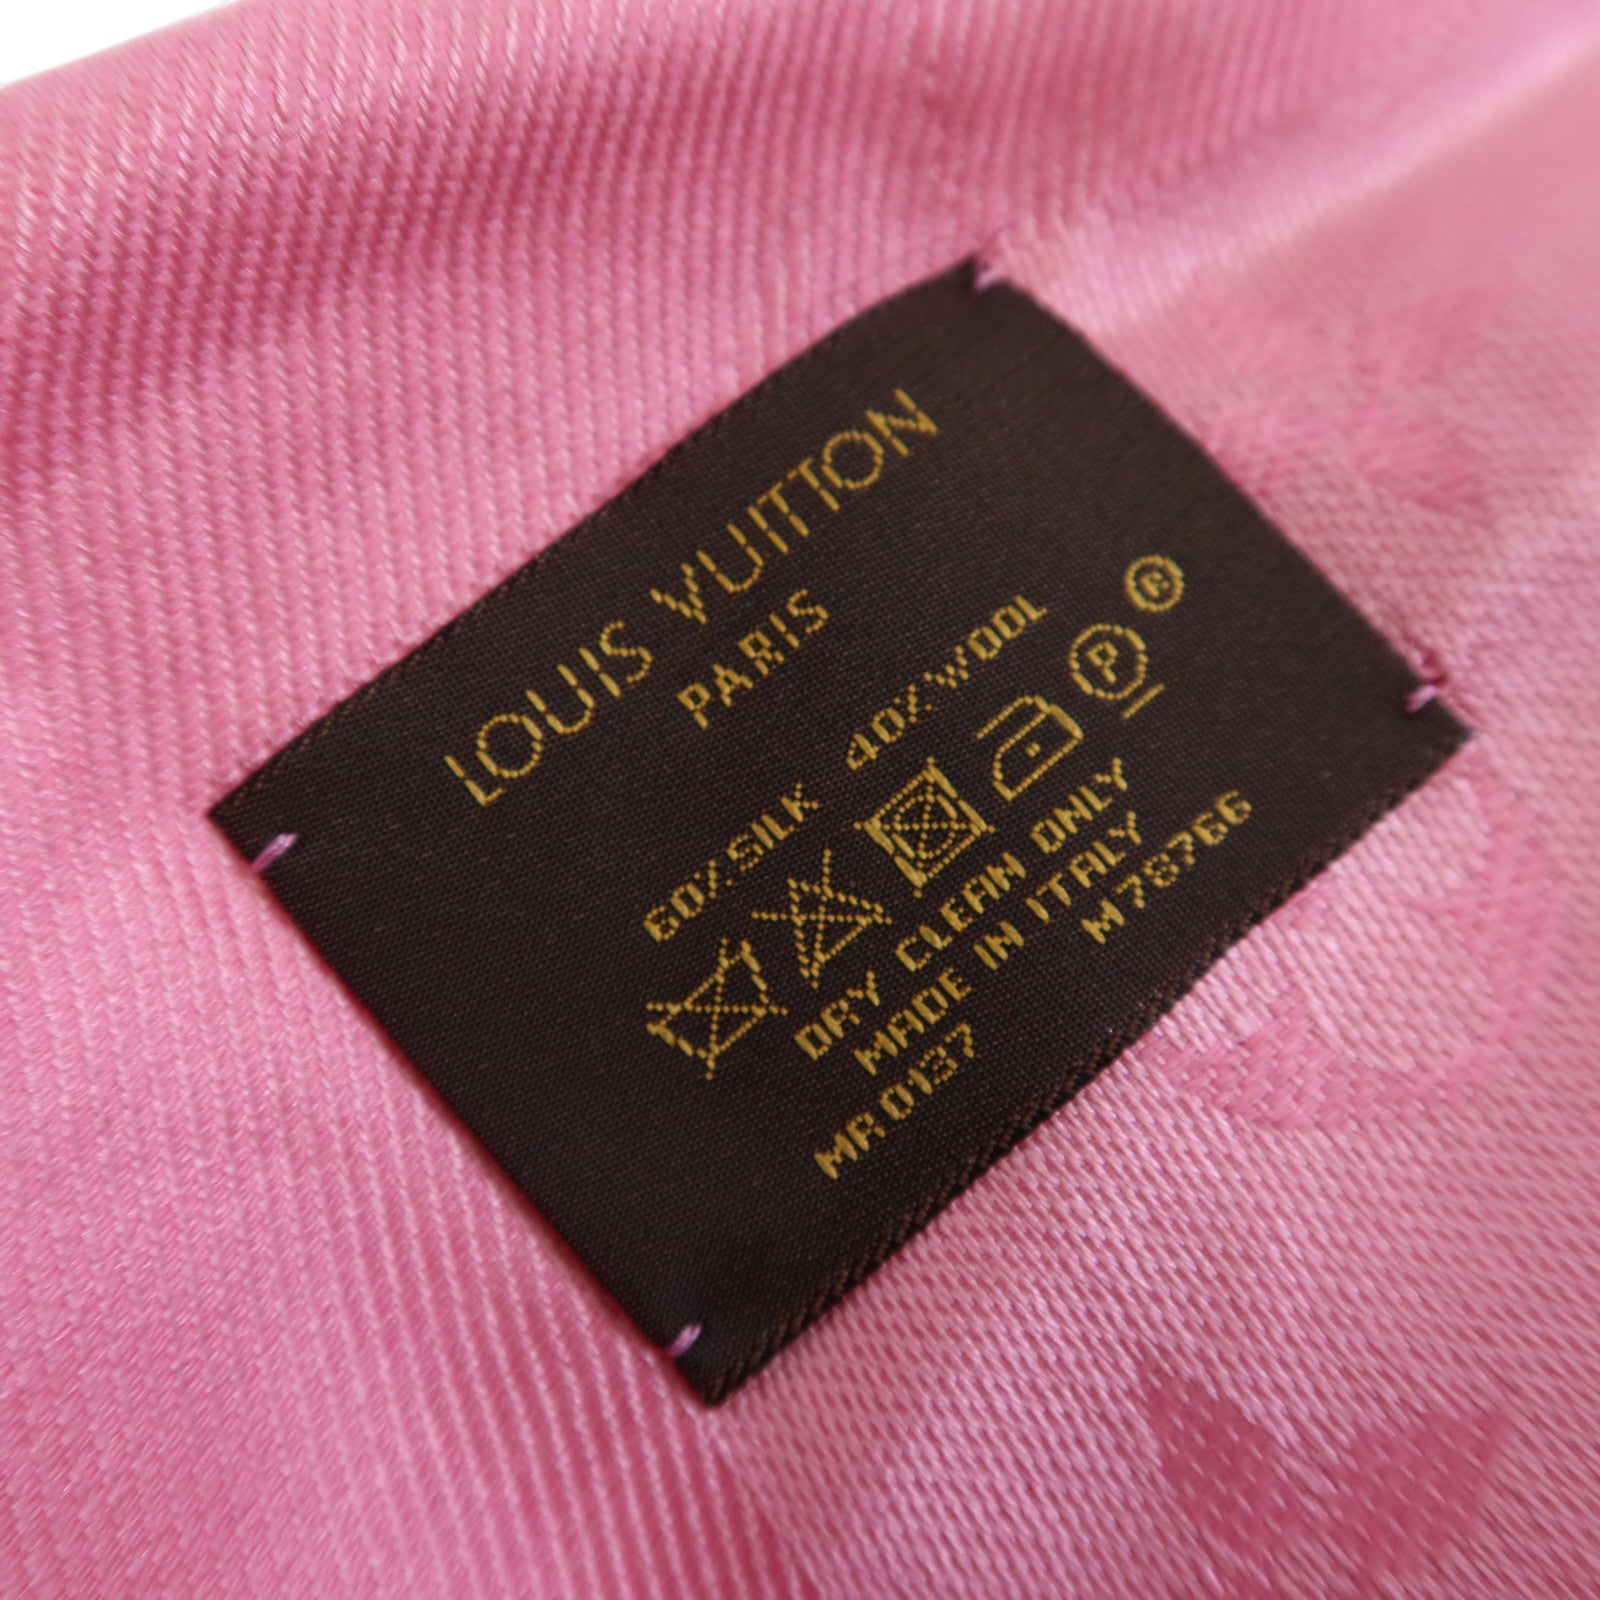 LOUIS VUITTON
PARIS
60% SILK 40% WOOL
P ®
DRY CLEAN ONLY
MADE IN ITALY
MR0137 M78766